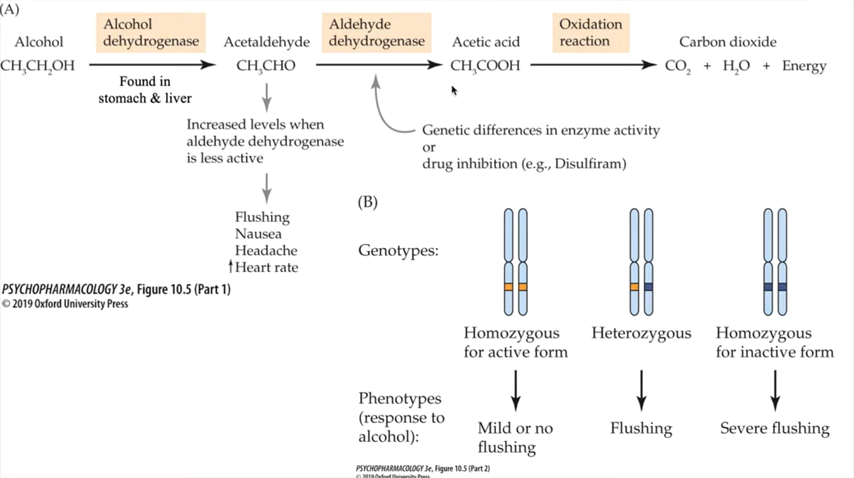 (A)
Alcohol
dehydrogenase
Aldehyde
dehydrogenase
Oxidation
reaction
Alcohol
Acetaldehyde
Acetic acid
Carbon dioxide
CH₃CH₂OH
CH₃CHO
CH₃COOH
CO₂ + H₂O + Energy
Found in
stomach & liver
Increased levels when
aldehyde dehydrogenase
is less active
Genetic differences in enzyme activity
or
drug inhibition (e.g., Disulfiram)
Flushing
Nausea
Headache
↑Heart rate
PSYCHOPHARMACOLOGY 3e, Figure 10.5 (Part 1)
© 2019 Oxford University Press
(B)
Genotypes:
Homozygous
for active form
Heterozygous
Homozygous
for inactive form
Phenotypes
(response to
alcohol):
Mild or no
flushing
Flushing
Severe flushing
PSYCHOPHARMACOLOGY 3e, Figure 10.5 (Part 2)
© 2019 Oxford University Press